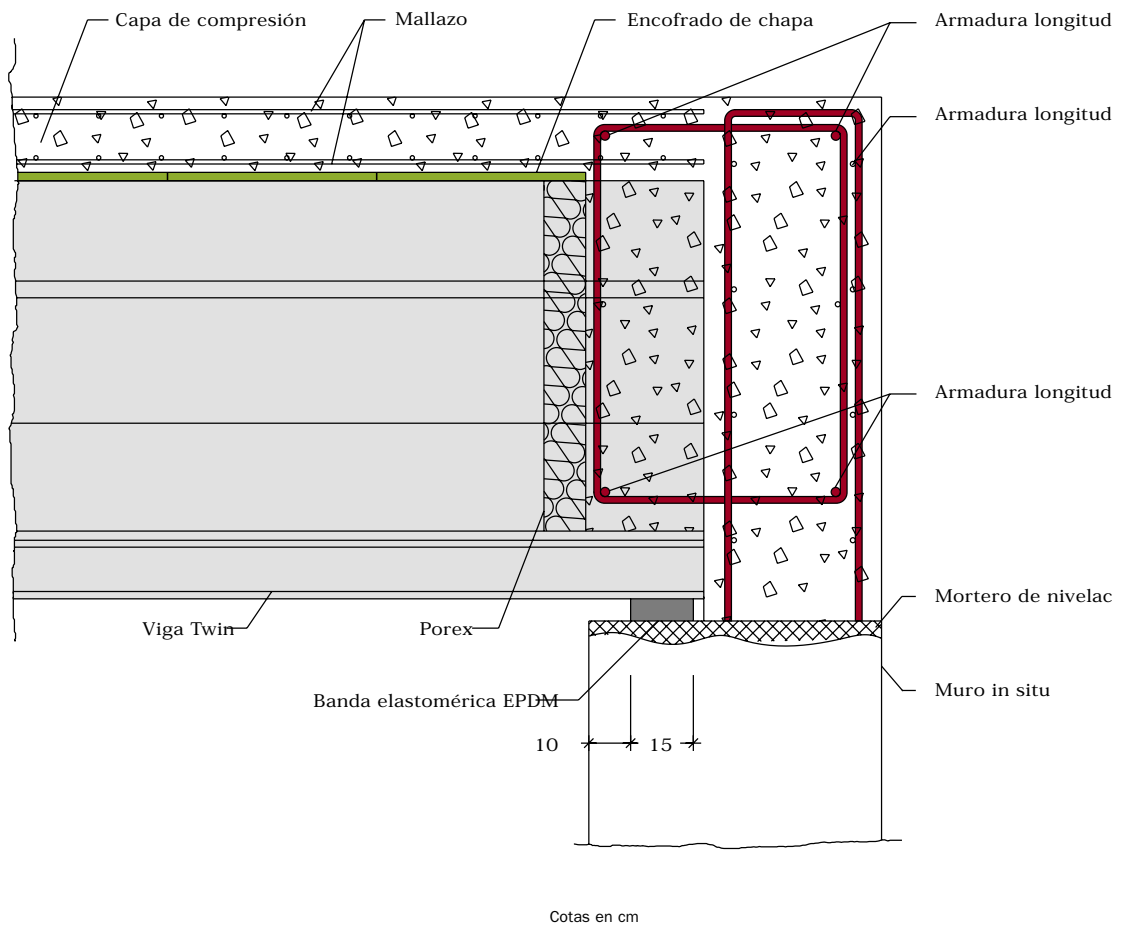 Capa de compresión
Mallazo
Encofrado de chapa
Armadura longitud
Armadura longitud
Armadura longitud
Mortero de nivelac
Viga Twin
Porex
Muro in situ
Banda elastomérica EPDM
10
15
Cotas en cm